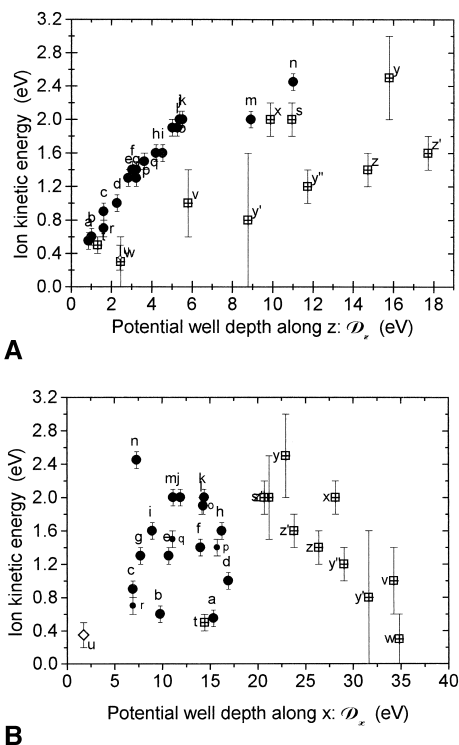 3.2
2.8
2.4
2.0
1.6
1.2
0.8
0.4
0.0
Ion kinetic energy (eV)
n
y
k
m
x
s
h i
z'
f
q
p
z
c
d
y"
v
a
b
r
y'
w
0 2 4 6 8 10 12 14 16 18
Potential well depth along z: 𝒟z (eV)
A
3.2
2.8
2.4
2.0
1.6
1.2
0.8
0.4
0.0
Ion kinetic energy (eV)
n
y
m j
k
x
o
i
h
z'
g
e
q
f
p
z
c
d
y"
v
r
b
a
t
y'
u
w
0 5 10 15 20 25 30 35 40
Potential well depth along x: 𝒟x (eV)
B